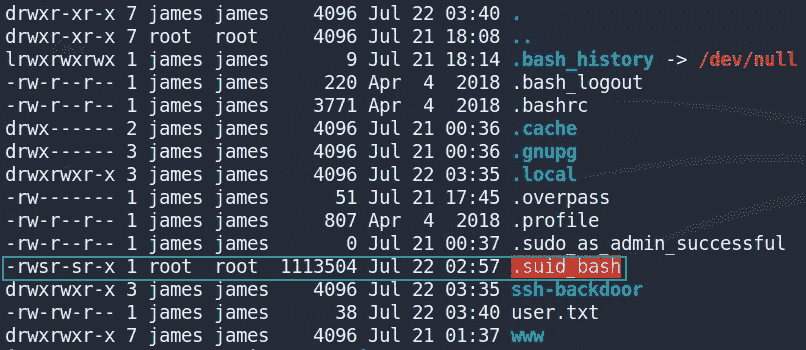 drwxr-xr-x 7 james james    4096 Jul 22 03:40 .
drwxr-xr-x 7 root  root     4096 Jul 21 18:08 ..
lrwxrwxrwx 1 james james       9 Jul 21 18:14 .bash_history -> /dev/null
-rw-r--r-- 1 james james     220 Apr  4  2018 .bash_logout
-rw-r--r-- 1 james james    3771 Apr  4  2018 .bashrc
drwx------ 2 james james    4096 Jul 21 00:36 .cache
drwx------ 3 james james    4096 Jul 21 00:36 .gnupg
drwxrwxr-x 3 james james    4096 Jul 22 03:35 .local
-rw------- 1 james james      51 Jul 21 17:45 .overpass
-rw-r--r-- 1 james james     807 Apr  4  2018 .profile
-rw-r--r-- 1 james james       0 Jul 21 00:37 .sudo_as_admin_successful
-rwsr-sr-x 1 root  root  1113504 Jul 22 02:57 .suid_bash
drwxrwxr-x 3 james james    4096 Jul 22 03:35 ssh-backdoor
-rw-rw-r-- 1 james james      38 Jul 22 03:40 user.txt
drwxrwxr-x 7 james james    4096 Jul 21 01:37 www